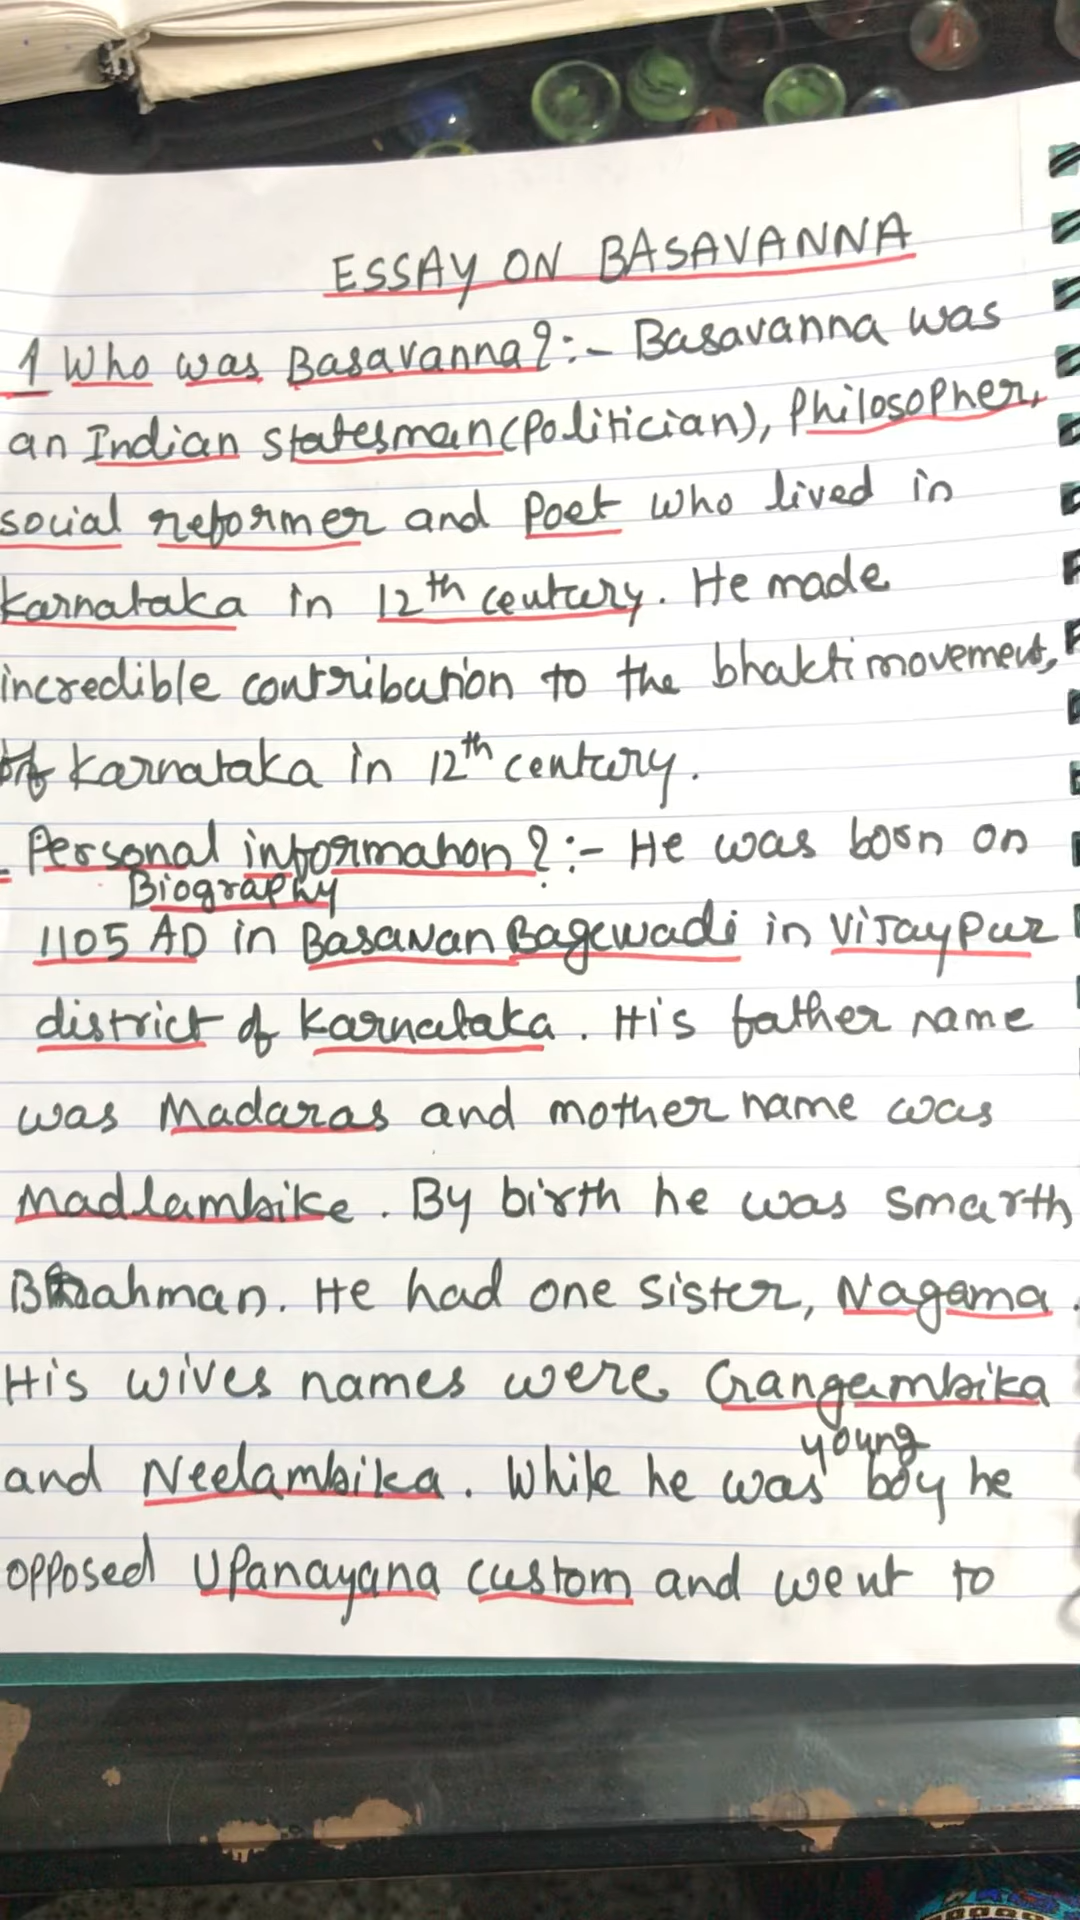 ESSAY ON BASAVANNA
1 Who was Basavanna?:- Basavanna was
an Indian statesman(politician), Philosopher,
social reformer and Poet who lived in
Karnataka in 12th century. He made
incredible contribution to the bhakti movement,
of Karnataka in 12th century.
Personal information?:- He was born on
Biography
1105 AD in Basavan Bagewadi in Vijaypur
district of Karnataka. His father name
was Madaras and mother name was
Madlambike. By birth he was Smarth
Brahman. He had one sister, Nagama.
His wives names were Gangambika
young
and Neelambika. While he was boy he
opposed Upanayana custom and went to